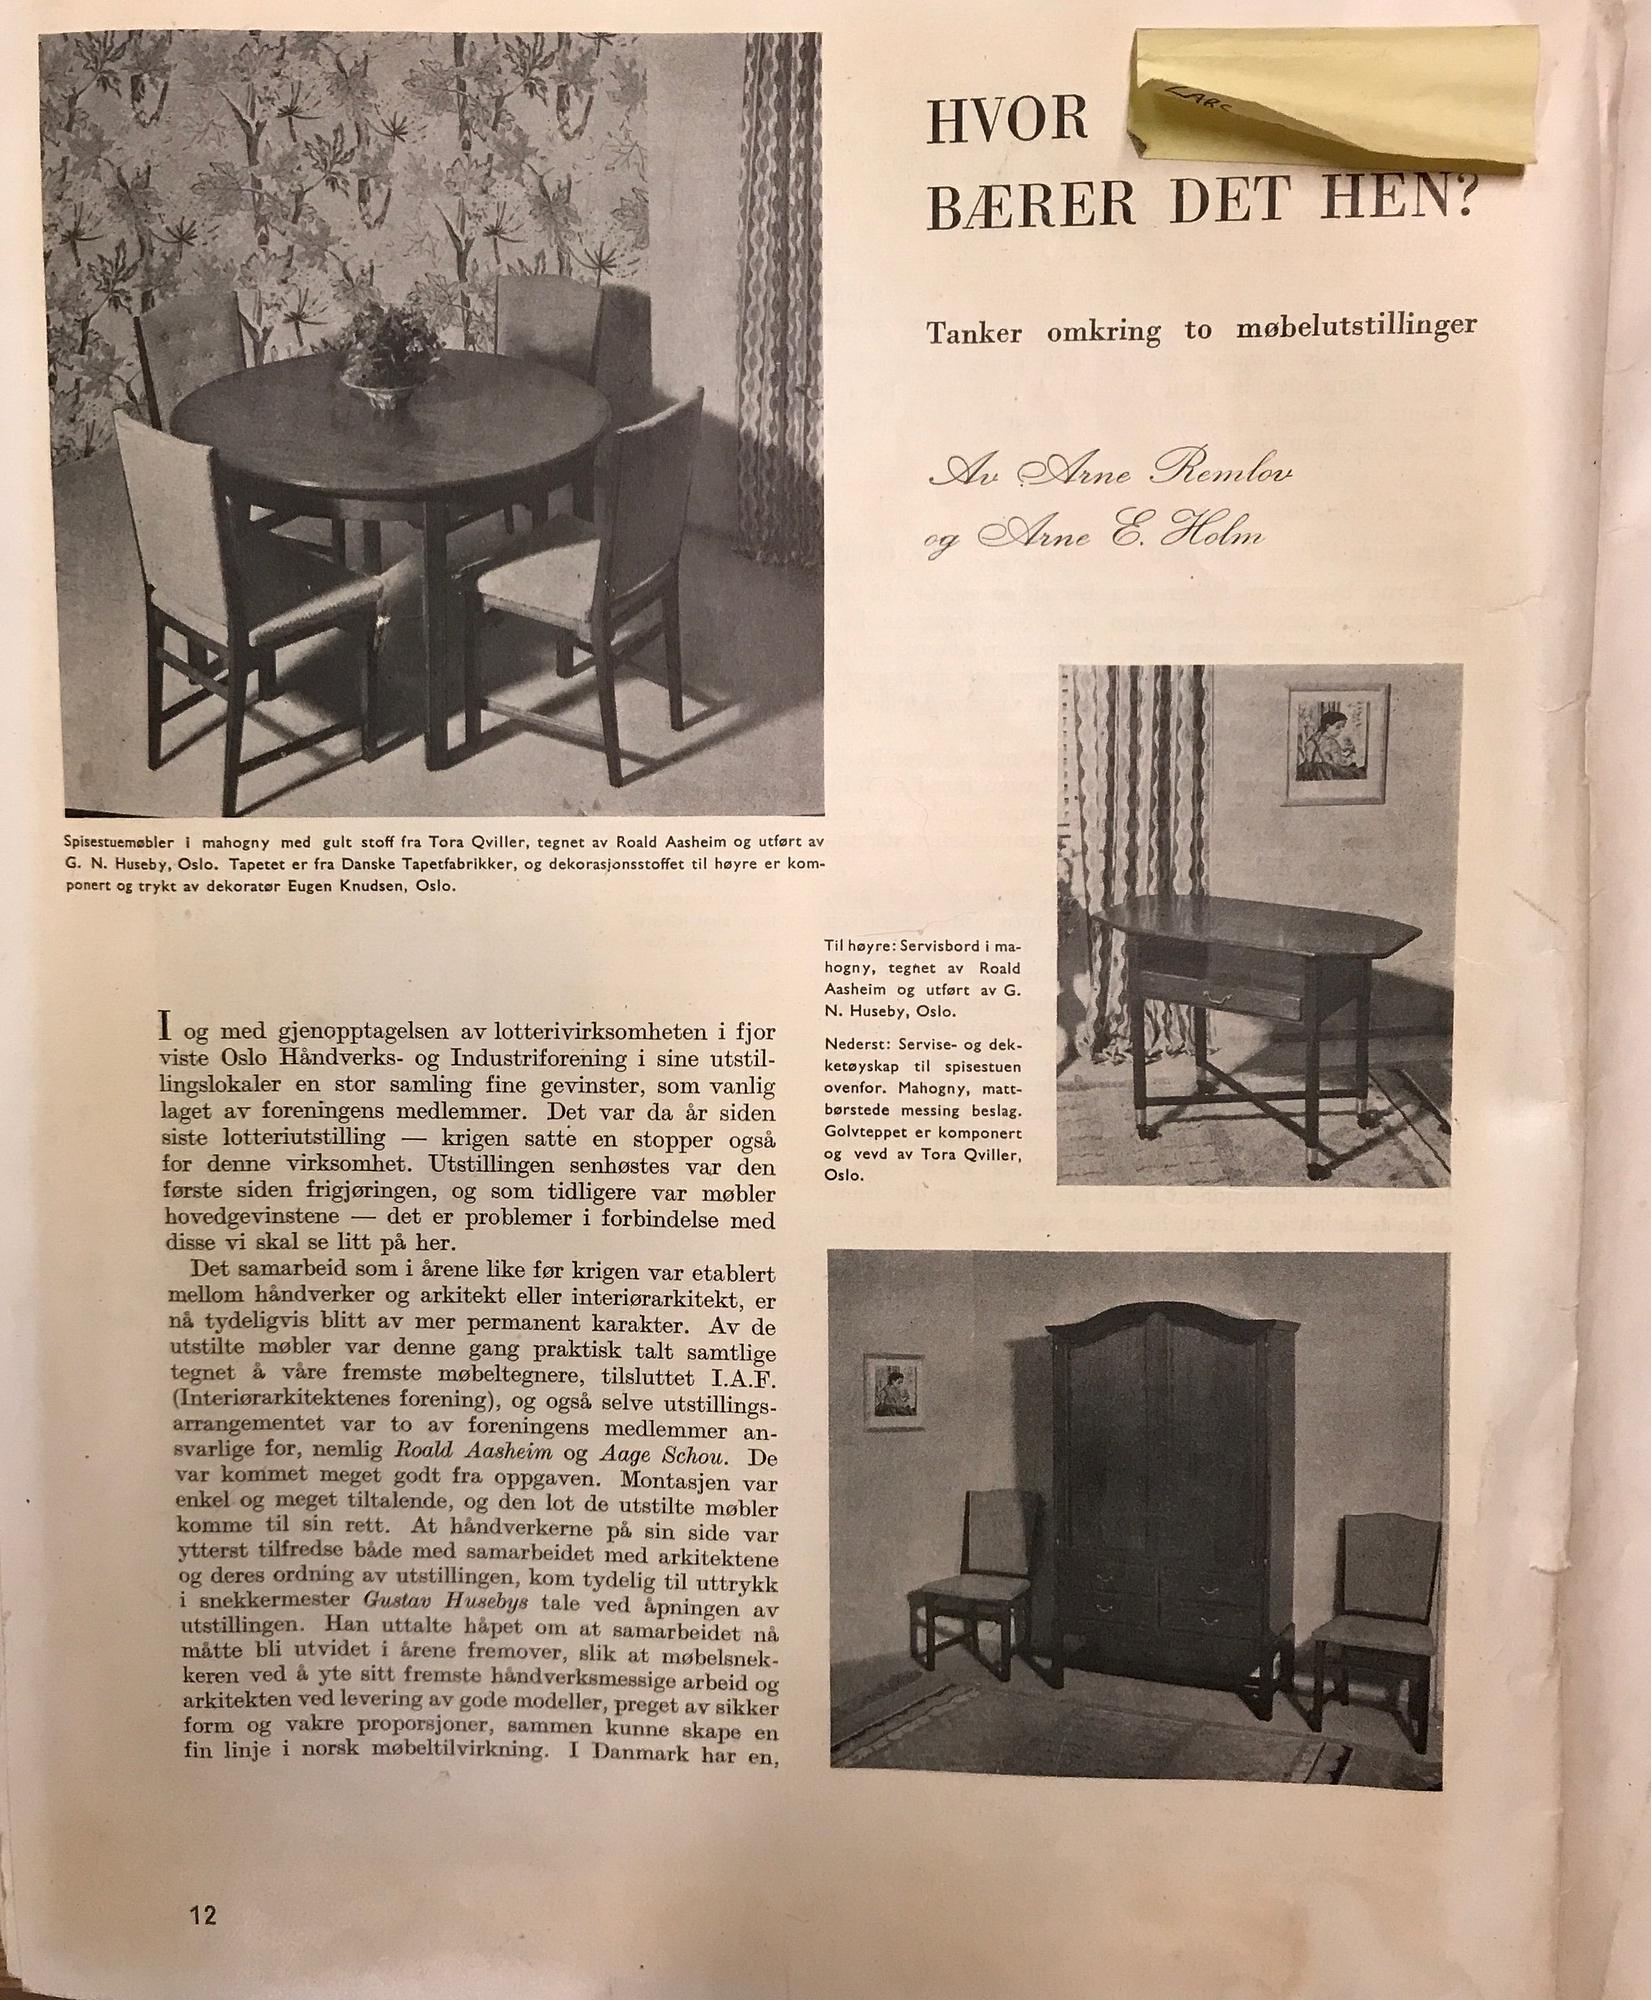 HVOR
BÆRER DET HEN?
Tanker omkring to møbelutstillinger
Av Arne Remlov
og Arne E. Holm
Spisestuemøbler i mahogny med gult stoff fra Tora Qviller, tegnet av Roald Aasheim og utført av
G. N. Huseby, Oslo. Tapetet er fra Danske Tapetfabrikker, og dekorasjonsstoffet til høyre er kom-
ponert og trykt av dekoratør Eugen Knudsen, Oslo.
Til høyre: Servisbord i ma-
hogny, tegnet av Roald
Aasheim og utført av G.
N. Huseby, Oslo.
Nederst: Servise- og dek-
ketøyskap til spisestuen
ovenfor. Mahogny, matt-
børstede messing beslag.
Golvteppet er komponert
og vevd av Tora Qviller,
Oslo.
I og med gjenopptagelsen av lotterivirksomheten i fjor
viste Oslo Håndverks- og Industriforening i sine utstil-
lingslokaler en stor samling fine gevinster, som vanlig
laget av foreningens medlemmer. Det var da år siden
siste lotteriutstilling — krigen satte en stopper også
for denne virksomhet. Utstillingen senhøstes var den
første siden frigjøringen, og som tidligere var møbler
hovedgevinstene — det er problemer i forbindelse med
disse vi skal se litt på her.
Det samarbeid som i årene like før krigen var etablert
mellom håndverker og arkitekt eller interiørarkitekt, er
nå tydeligvis blitt av mer permanent karakter. Av de
utstilte møbler var denne gang praktisk talt samtlige
tegnet å våre fremste møbeltegnere, tilsluttet I.A.F.
(Interiørarkitektenes forening), og også selve utstillings-
arrangementet var to av foreningens medlemmer an-
svarlige for, nemlig Roald Aasheim og Aage Schou. De
var kommet meget godt fra oppgaven. Montasjen var
enkel og meget tiltalende, og den lot de utstilte møbler
komme til sin rett. At håndverkerne på sin side var
ytterst tilfredse både med samarbeidet med arkitektene
og deres ordning av utstillingen, kom tydelig til uttrykk
i snekkermester Gustav Husebys tale ved åpningen av
utstillingen. Han uttalte håpet om at samarbeidet nå
måtte bli utvidet i årene fremover, slik at møbelsnek-
keren ved å yte sitt fremste håndverksmessige arbeid og
arkitekten ved levering av gode modeller, preget av sikker
form og vakre proporsjoner, sammen kunne skape en
fin linje i norsk møbeltilvirkning. I Danmark har en,
12